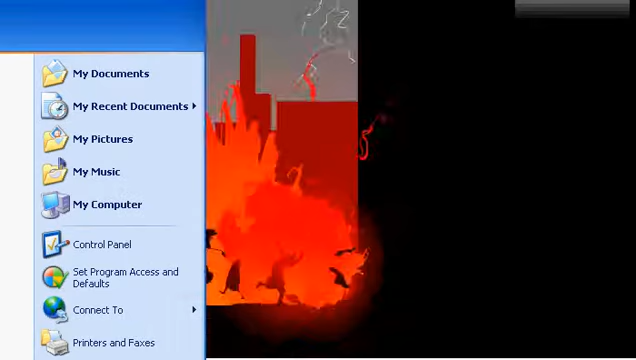 My Documents
My Recent Documents
My Pictures
My Music
My Computer
Control Panel
Set Program Access and
Defaults
Connect To
Printers and Faxes